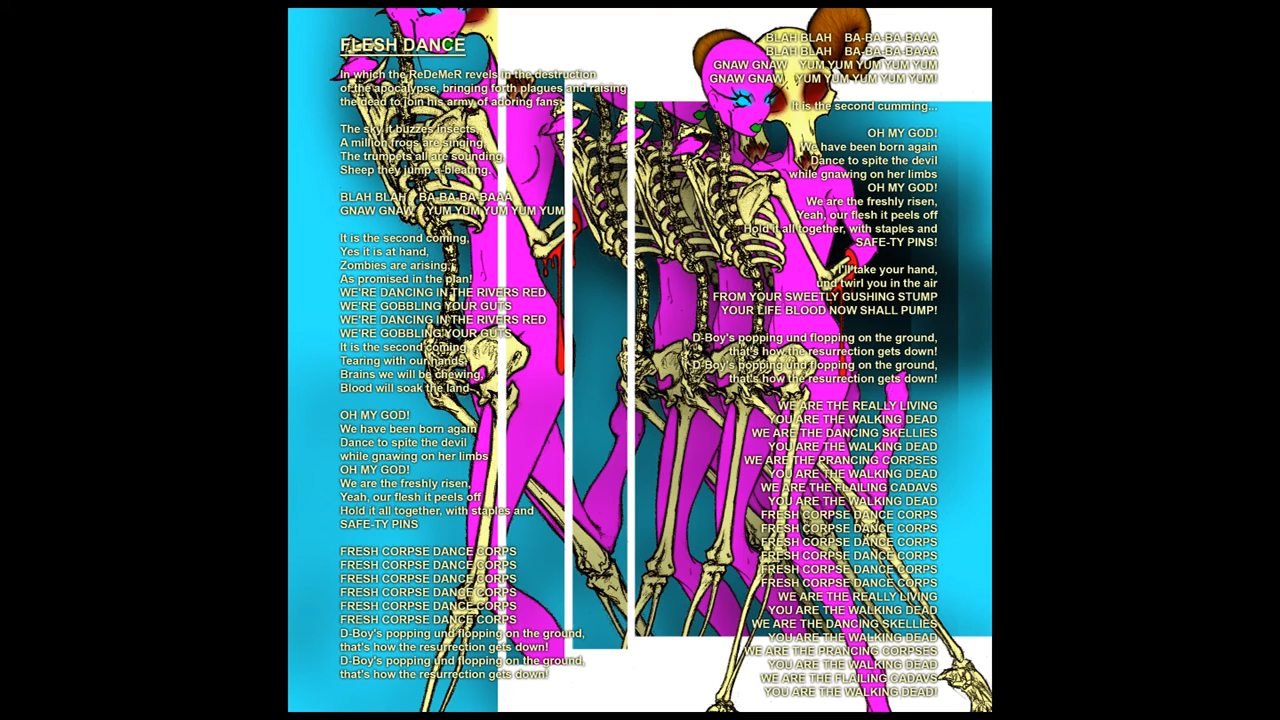 FLESH DANCE
In which the ReDeMeR revels in the destruction
of the apocalypse, bringing forth plagues and raising
the dead to join his army of adoring fans.
The sky it buzzes insects,
A million frogs are singing.
The trumpets all are sounding,
Sheep they jump a-bleating.
BLAH BLAH BA-BA-BA-BAAA
GNAW GNAW YUM YUM YUM YUM YUM
It is the second coming,
Yes it is at hand,
Zombies are arising,
As promised in the plan!
WE'RE DANCING IN THE RIVERS RED
WE'RE GOBBLING YOUR GUTS
WE'RE DANCING IN THE RIVERS RED
WE'RE GOBBLING YOUR GUTS
It is the second coming
Tearing with our hands,
Brains we will be chewing,
Blood will soak the land
OH MY GOD!
We have been born again
Dance to spite the devil
while gnawing on her limbs
OH MY GOD!
We are the freshly risen,
Yeah, our flesh it peels off
Hold it all together, with staples and
SAFE-TY PINS
FRESH CORPSE DANCE CORPS
FRESH CORPSE DANCE CORPS
FRESH CORPSE DANCE CORPS
FRESH CORPSE DANCE CORPS
FRESH CORPSE DANCE CORPS
FRESH CORPSE DANCE CORPS
D-Boy's popping und flopping on the ground,
that's how the resurrection gets down!
D-Boy's popping und flopping on the ground,
that's how the resurrection gets down!
BLAH BLAH BA-BA-BA-BAAA
BLAH BLAH BA-BA-BA-BAAA
GNAW GNAW YUM YUM YUM YUM YUM
GNAW GNAW YUM YUM YUM YUM YUM!
It is the second cumming...
OH MY GOD!
We have been born again
Dance to spite the devil
while gnawing on her limbs
OH MY GOD!
We are the freshly risen,
Yeah, our flesh it peels off
Hold it all together, with staples and
SAFE-TY PINS!
I'll take your hand,
und twirl you in the air
FROM YOUR SWEETLY GUSHING STUMP
YOUR LIFE BLOOD NOW SHALL PUMP!
D-Boy's popping und flopping on the ground,
that's how the resurrection gets down!
D-Boy's popping und flopping on the ground,
that's how the resurrection gets down!
WE ARE THE REALLY LIVING
YOU ARE THE WALKING DEAD
WE ARE THE DANCING SKELLIES
YOU ARE THE WALKING DEAD
WE ARE THE PRANCING CORPSES
YOU ARE THE WALKING DEAD
WE ARE THE FLAILING CADAVS
YOU ARE THE WALKING DEAD
FRESH CORPSE DANCE CORPS
FRESH CORPSE DANCE CORPS
FRESH CORPSE DANCE CORPS
FRESH CORPSE DANCE CORPS
FRESH CORPSE DANCE CORPS
FRESH CORPSE DANCE CORPS
WE ARE THE REALLY LIVING
YOU ARE THE WALKING DEAD
WE ARE THE DANCING SKELLIES
YOU ARE THE WALKING DEAD
WE ARE THE PRANCING CORPSES
YOU ARE THE WALKING DEAD
WE ARE THE FLAILING CADAVS
YOU ARE THE WALKING DEAD!